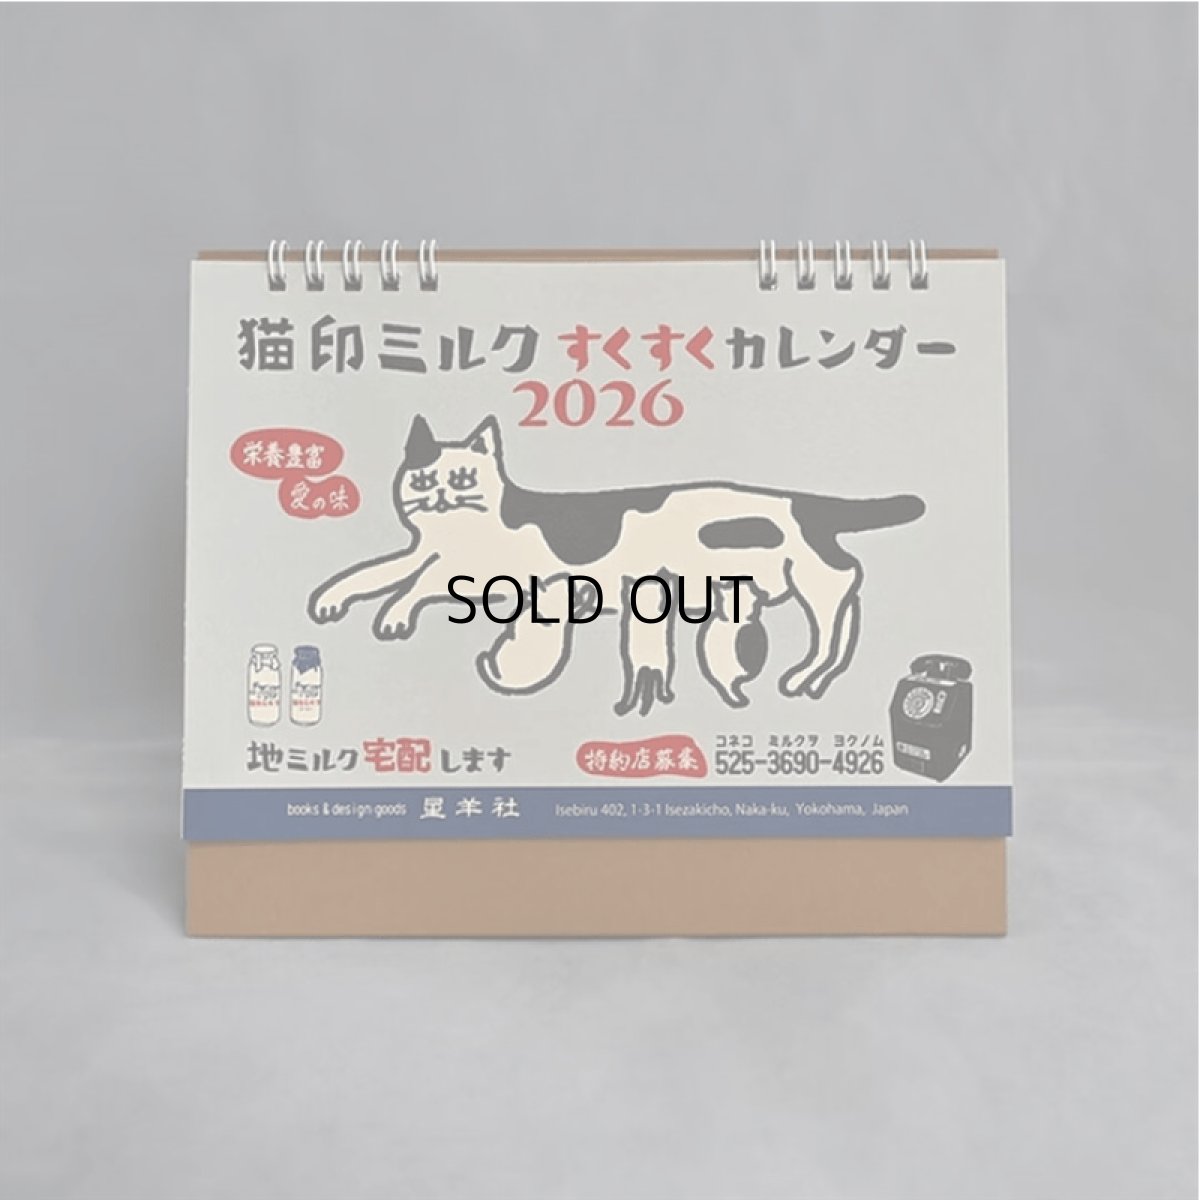 猫印ミルク すくすくカレンダー
2026
栄養豊富
愛の味
SOLD OUT
地ミルク宅配します
特約店募集
コネコ ミルクヲ ヨクノム
525-3690-4926
books & design goods 星羊社 Isebiru 402, 1-3-1 Isezakicho, Naka-ku, Yokohama, Japan